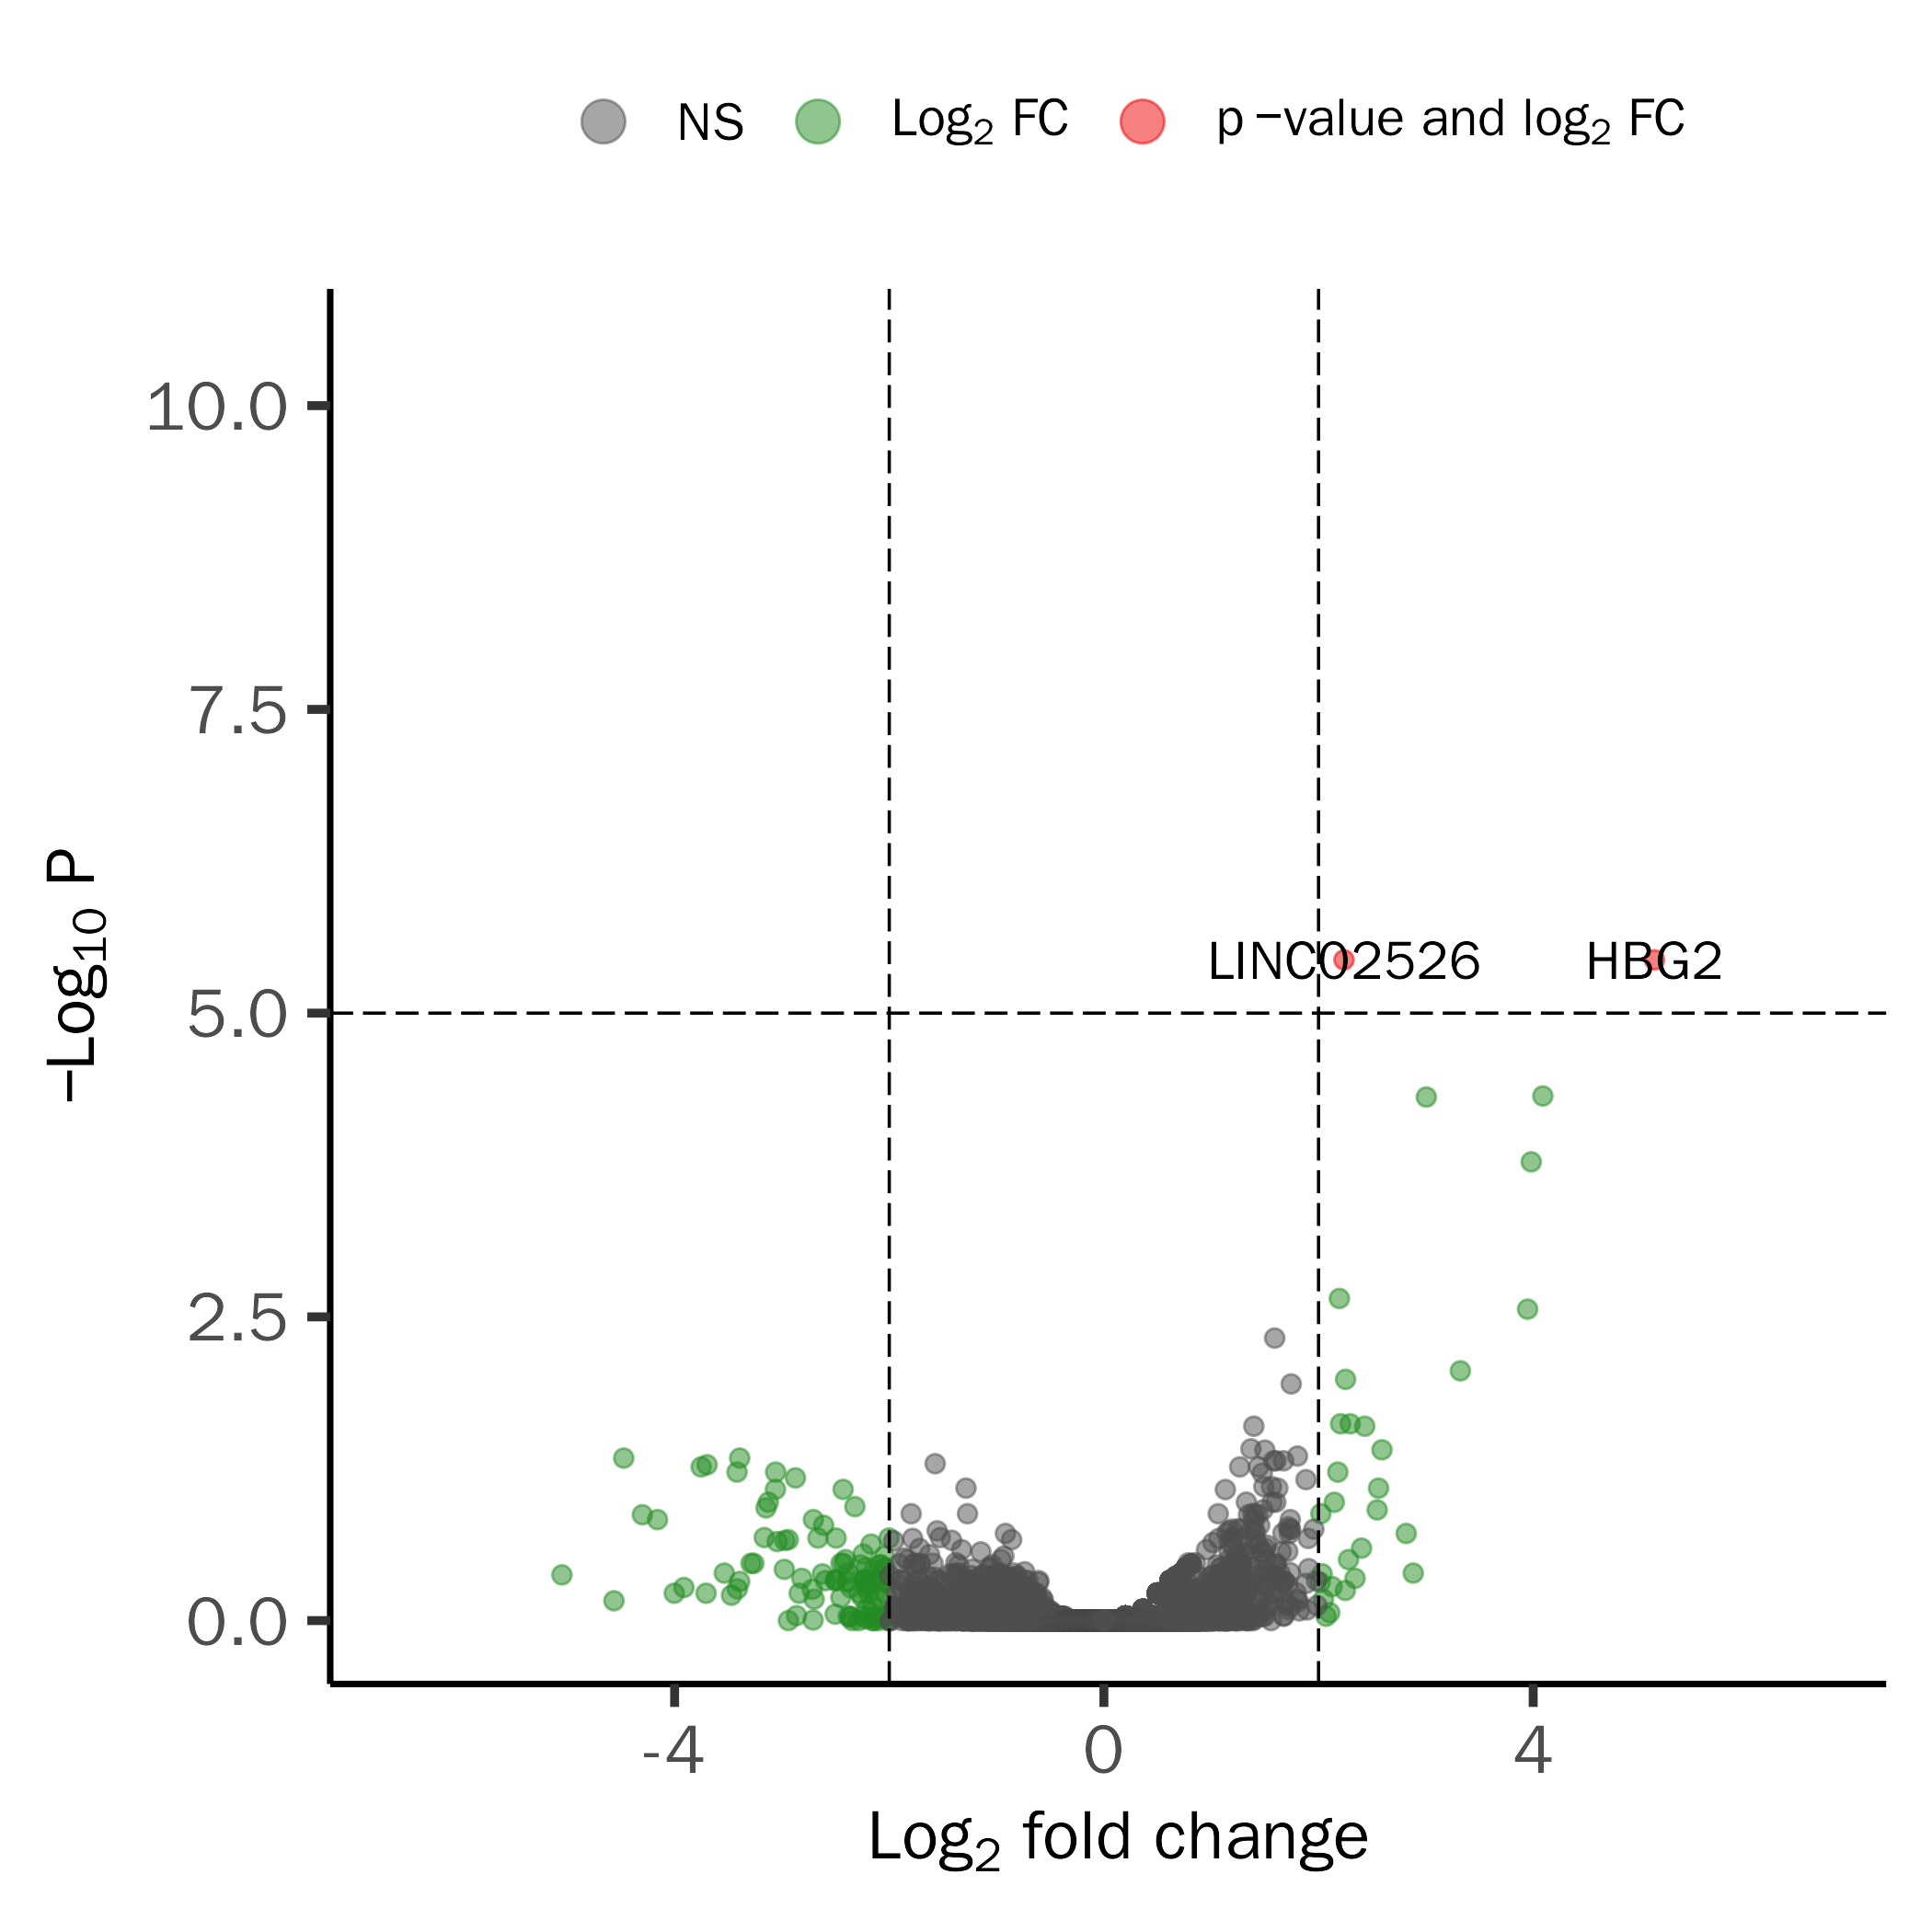 NS Log₂ FC p −value and log₂ FC
10.0
7.5
5.0
2.5
0.0
−Log₁₀ P
LINC02526 HBG2
-4 0 4
Log₂ fold change